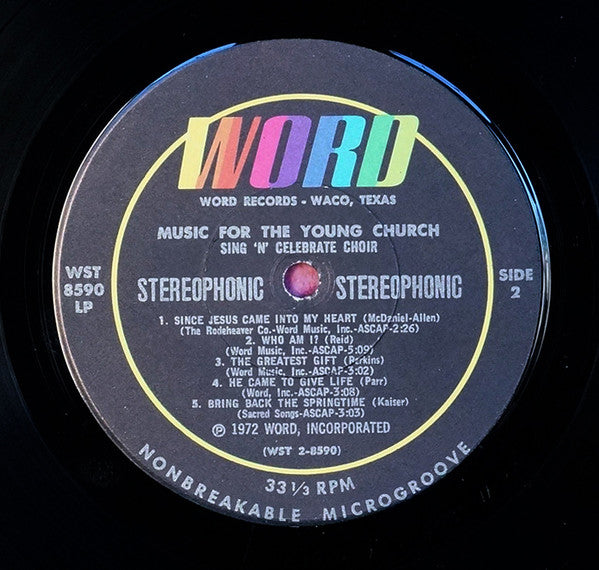 WORD
WORD RECORDS - WACO, TEXAS
MUSIC FOR THE YOUNG CHURCH
SING 'N' CELEBRATE CHOIR
WST
8590
LP
STEREOPHONIC STEREOPHONIC
SIDE
2
1. SINCE JESUS CAME INTO MY HEART (McDaniel-Allen)
(The Rodeheaver Co.-Word Music, Inc.-ASCAP-2:26)
2. WHO AM I? (Reid)
(Word Music, Inc.-ASCAP-5:09)
3. THE GREATEST GIFT (Perkins)
(Word Music, Inc.-ASCAP-3:02)
4. HE CAME TO GIVE LIFE (Parr)
(Word, Inc.-ASCAP-3:08)
5. BRING BACK THE SPRINGTIME (Kaiser)
(Sacred Songs-ASCAP-3:03)
Ⓟ 1972 WORD, INCORPORATED
(WST 2-8590)
33 1/3 RPM
NONBREAKABLE MICROGROOVE